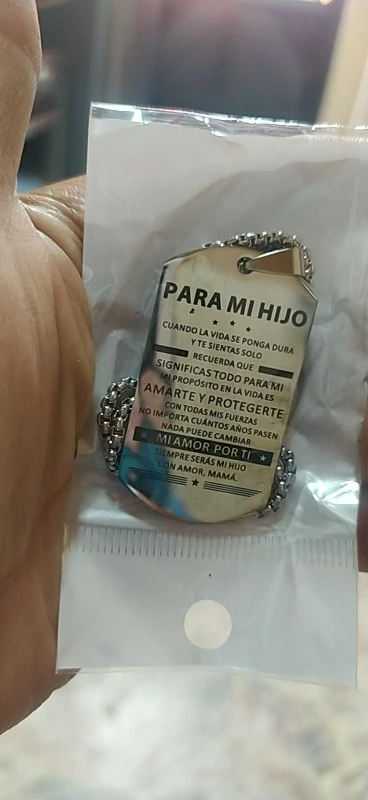 PARA MI HIJO
CUANDO LA VIDA SE PONGA DURA
Y TE SIENTAS SOLO
RECUERDA QUE
SIGNIFICAS TODO PARA MI
MI PROPÓSITO EN LA VIDA ES
AMARTE Y PROTEGERTE
CON TODAS MIS FUERZAS
NO IMPORTA CUÁNTOS AÑOS PASEN
NADA PUEDE CAMBIAR
MI AMOR POR TI
SIEMPRE SERÁS MI HIJO
CON AMOR, MAMÁ.